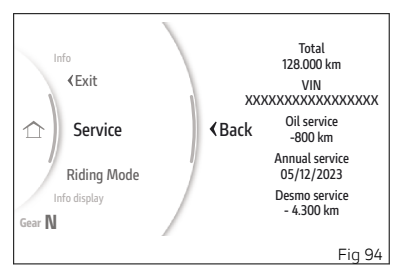 Info
Exit
Service
Riding Mode
Info display
Gear N
Back
Total
128.000 km
VIN
XXXXXXXXXXXXXXXXX
Oil service
-800 km
Annual service
05/12/2023
Desmo service
- 4.300 km
Fig 94